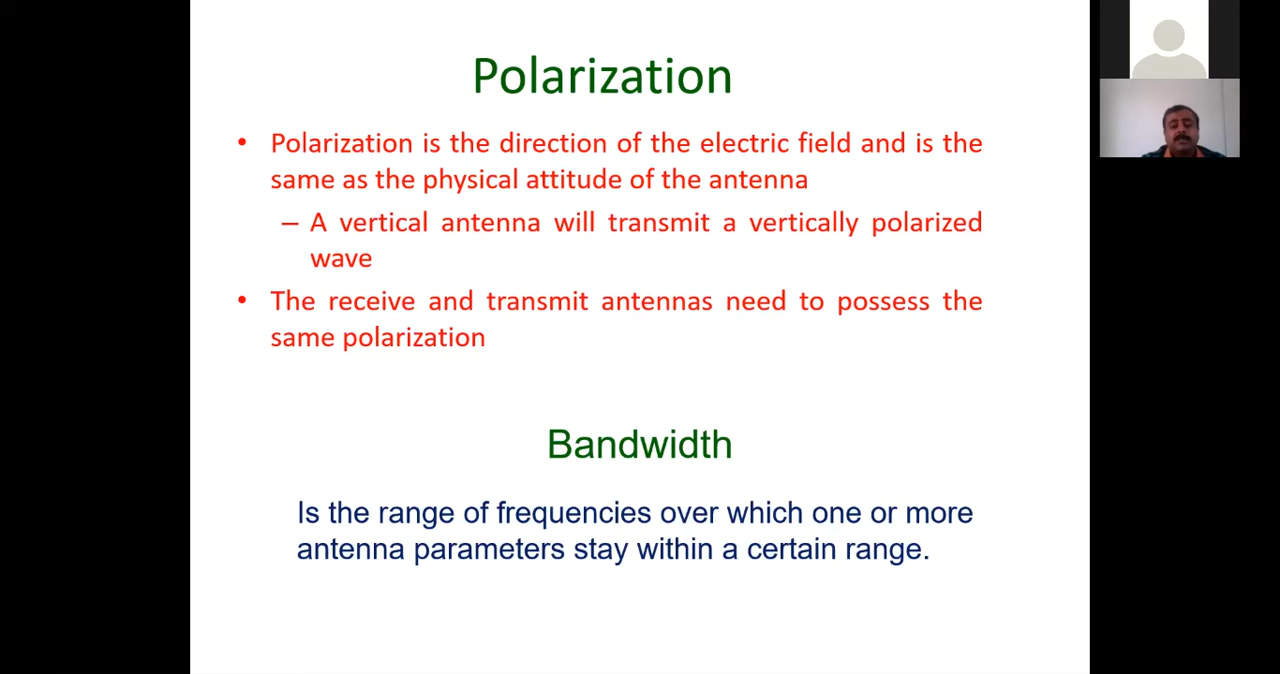 Polarization
• Polarization is the direction of the electric field and is the
same as the physical attitude of the antenna
– A vertical antenna will transmit a vertically polarized
wave
• The receive and transmit antennas need to possess the
same polarization
Bandwidth
Is the range of frequencies over which one or more
antenna parameters stay within a certain range.